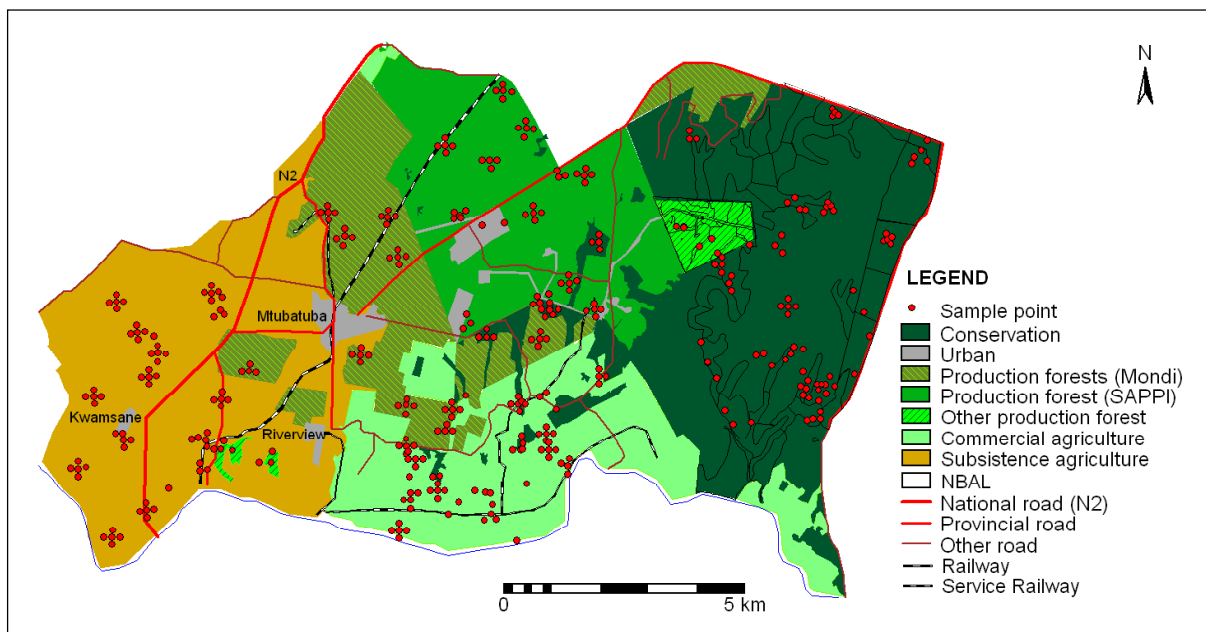 N
N2
Mtubatuba
Kwamsane
Riverview
LEGEND
Sample point
Conservation
Urban
Production forests (Mondi)
Production forest (SAPPI)
Other production forest
Commercial agriculture
Subsistence agriculture
NBAL
National road (N2)
Provincial road
Other road
Railway
Service Railway
0 5 km